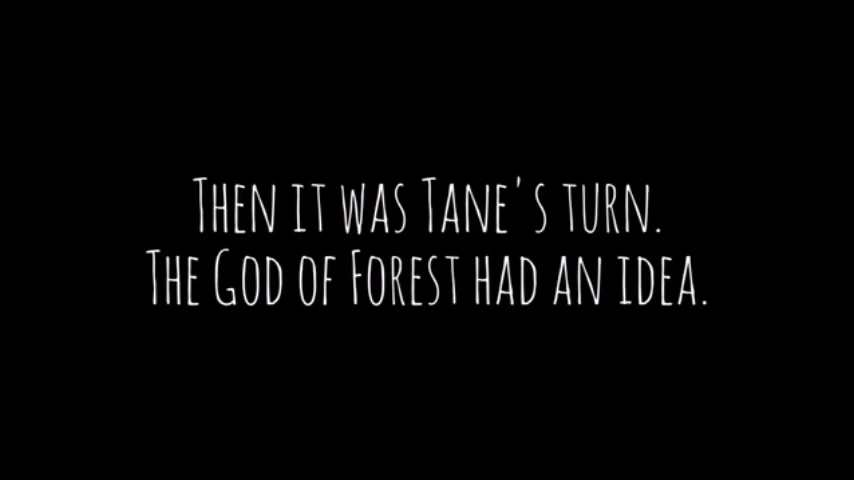 Then it was Tane's turn.
The God of Forest had an idea.